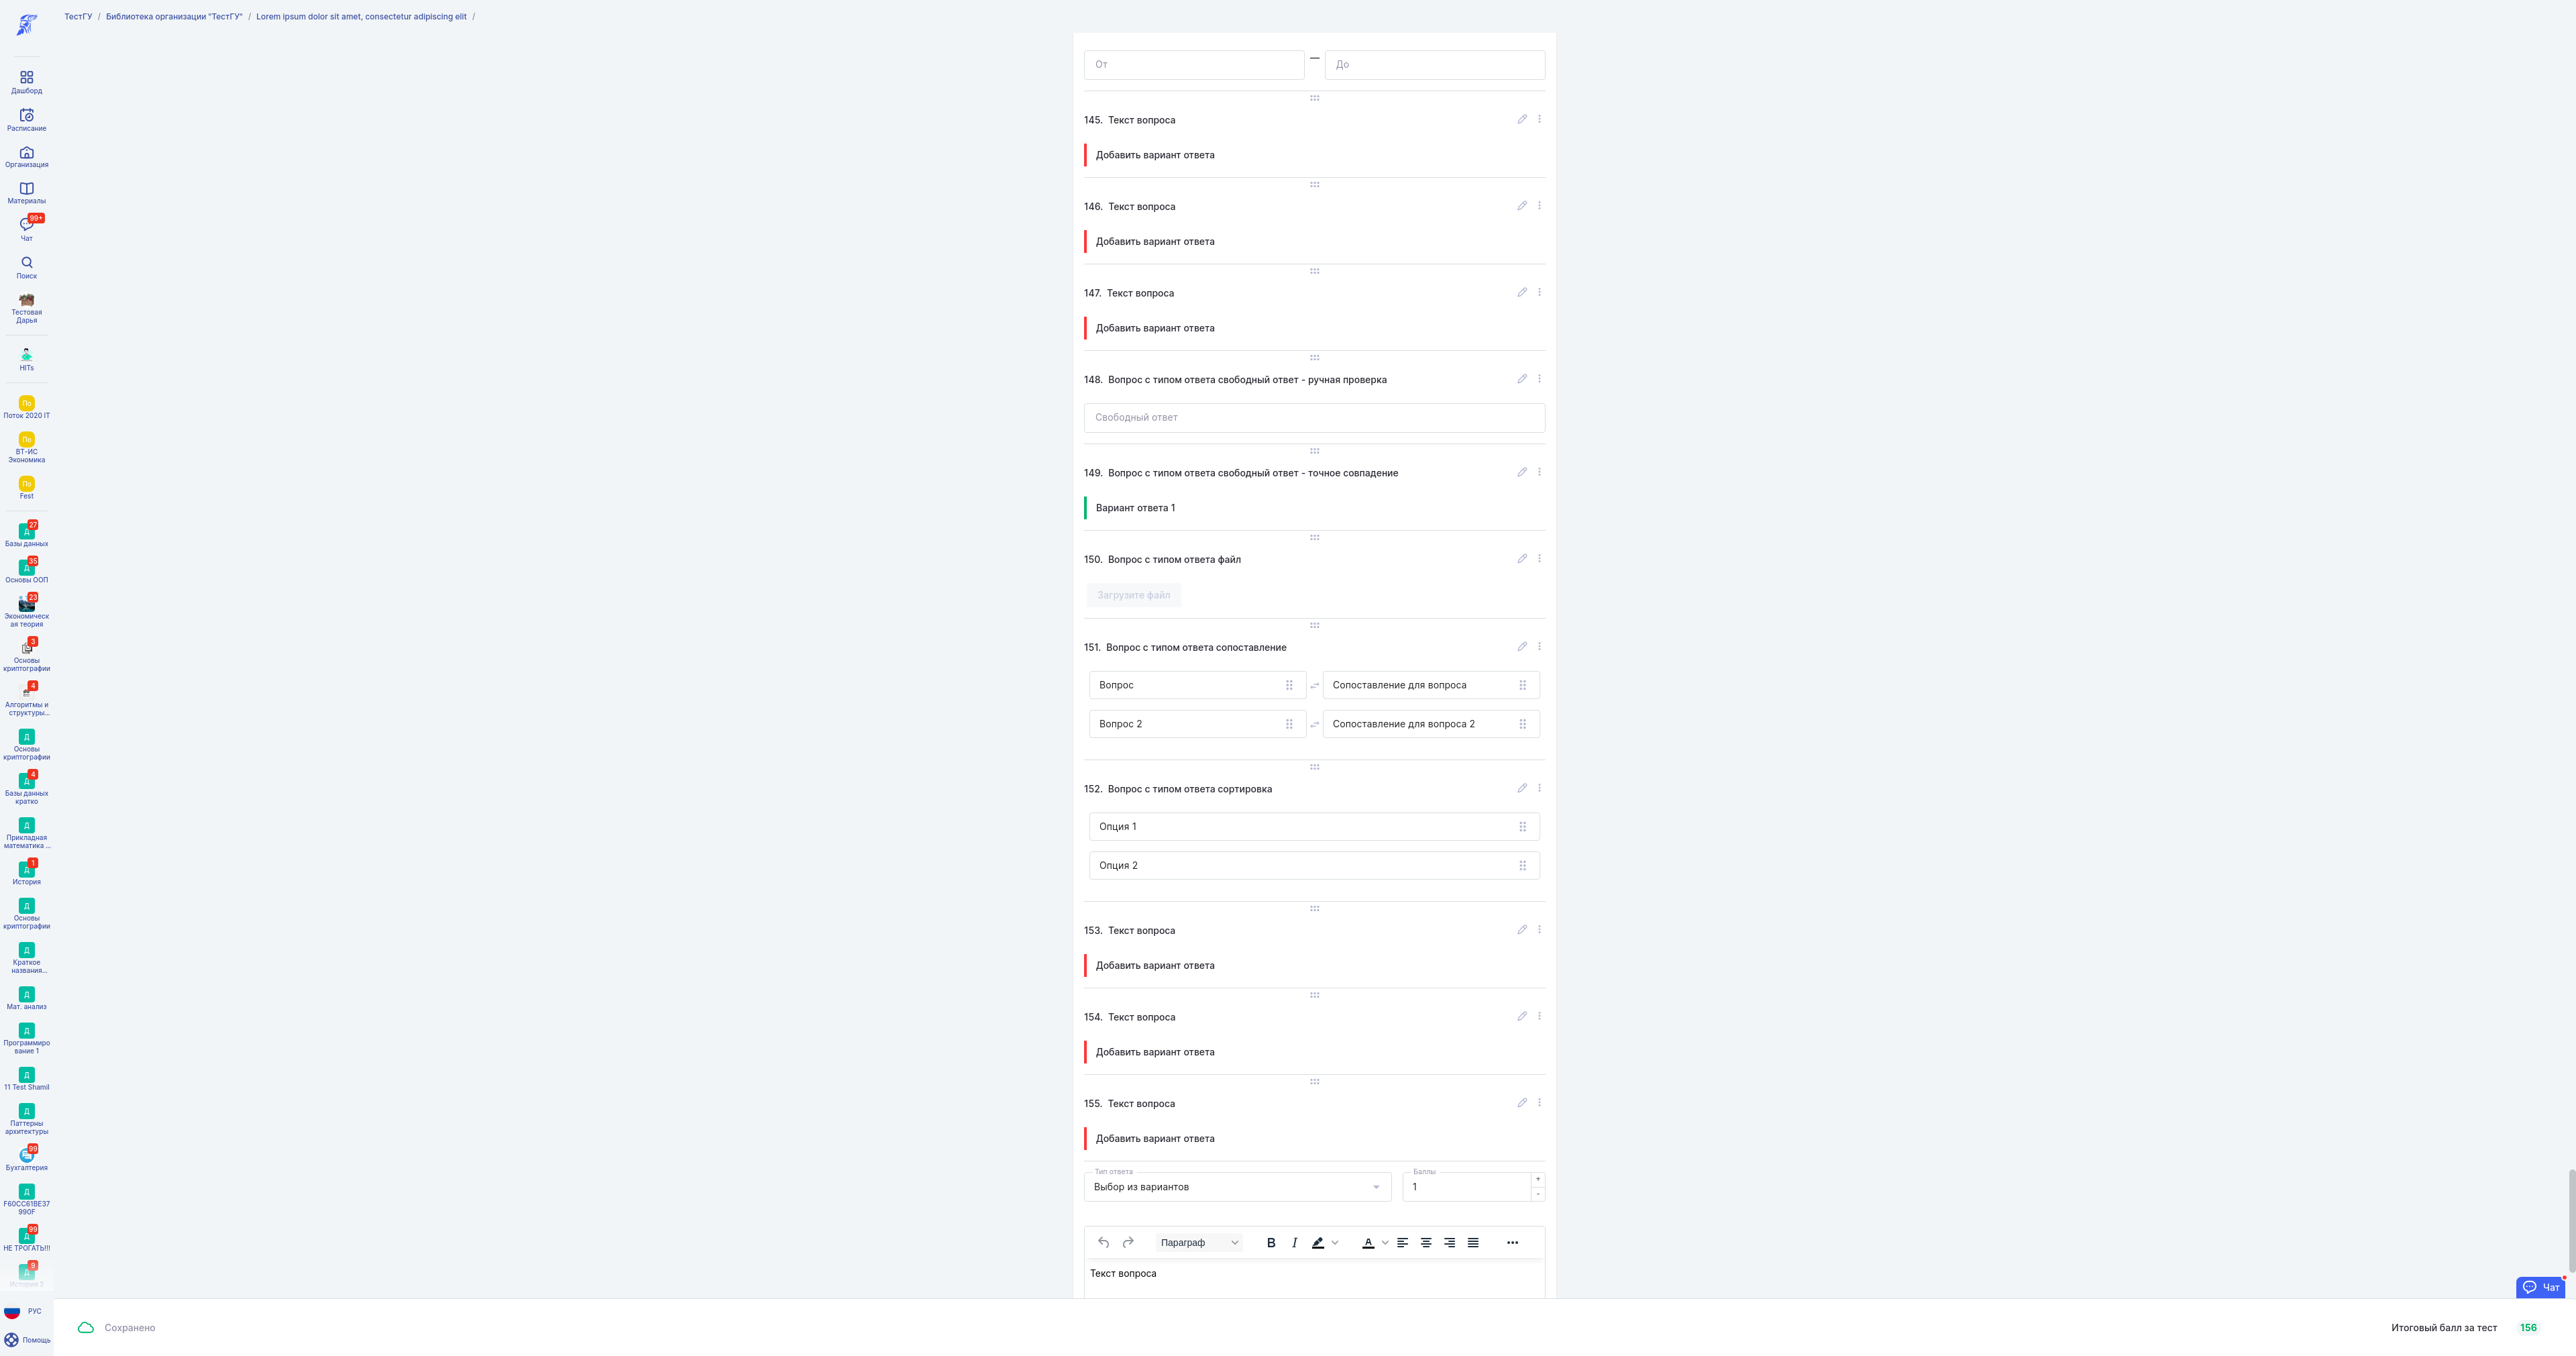 ТестГУ / Библиотека организации "ТестГУ" / Lorem ipsum dolor sit amet, consectetur adipiscing elit /
Дашборд
Расписание
Организация
Материалы
99+
Чат
Поиск
Тестовая
Дарья
HITs
По
Поток 2020 IT
По
ВТ-ИС
Экономика
По
Fest
27
Д
Базы данных
35
Д
Основы ООП
23
Экономическ
ая теория
3
Основы
криптографии
4
Алгоритмы и
структуры...
Д
Основы
криптографии
4
Д
Базы данных
кратко
Д
Прикладная
математика ...
1
Д
История
Д
Основы
криптографии
Д
Краткое
названия...
Д
Мат. анализ
Д
Программиро
вание 1
Д
11 Test Shamil
Д
Паттерны
архитектуры
99
Бухгалтерия
Д
F60CC61BE37
990F
99
Д
НЕ ТРОГАТЬ!!!
9
Д
История 2
РУС
Помощь
От — До
145. Текст вопроса
Добавить вариант ответа
146. Текст вопроса
Добавить вариант ответа
147. Текст вопроса
Добавить вариант ответа
148. Вопрос с типом ответа свободный ответ - ручная проверка
Свободный ответ
149. Вопрос с типом ответа свободный ответ - точное совпадение
Вариант ответа 1
150. Вопрос с типом ответа файл
Загрузите файл
151. Вопрос с типом ответа сопоставление
Вопрос Сопоставление для вопроса
Вопрос 2 Сопоставление для вопроса 2
152. Вопрос с типом ответа сортировка
Опция 1
Опция 2
153. Текст вопроса
Добавить вариант ответа
154. Текст вопроса
Добавить вариант ответа
155. Текст вопроса
Добавить вариант ответа
Тип ответа Баллы
Выбор из вариантов 1 + -
Параграф B I A
Текст вопроса
Чат
Сохранено Итоговый балл за тест 156